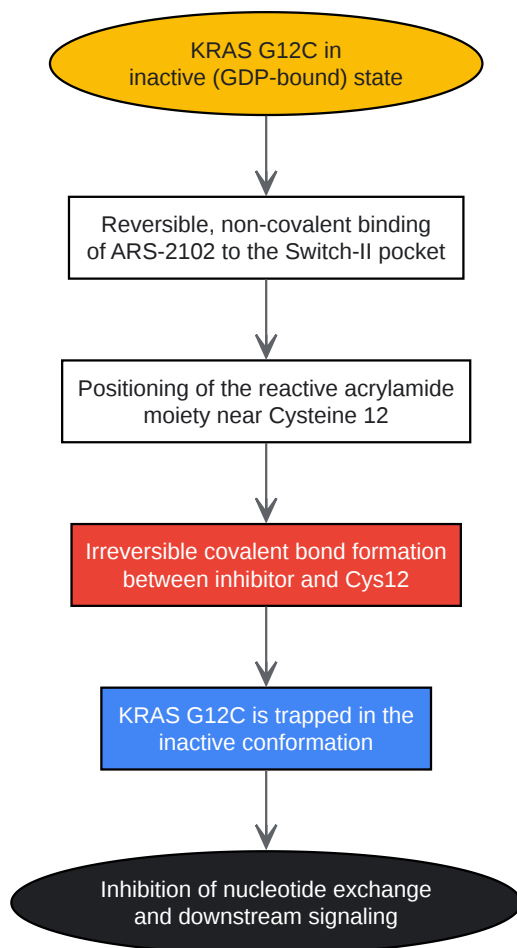 KRAS G12C in
inactive (GDP-bound) state
Reversible, non-covalent binding
of ARS-2102 to the Switch-II pocket
Positioning of the reactive acrylamide
moiety near Cysteine 12
Irreversible covalent bond formation
between inhibitor and Cys12
KRAS G12C is trapped in the
inactive conformation
Inhibition of nucleotide exchange
and downstream signaling